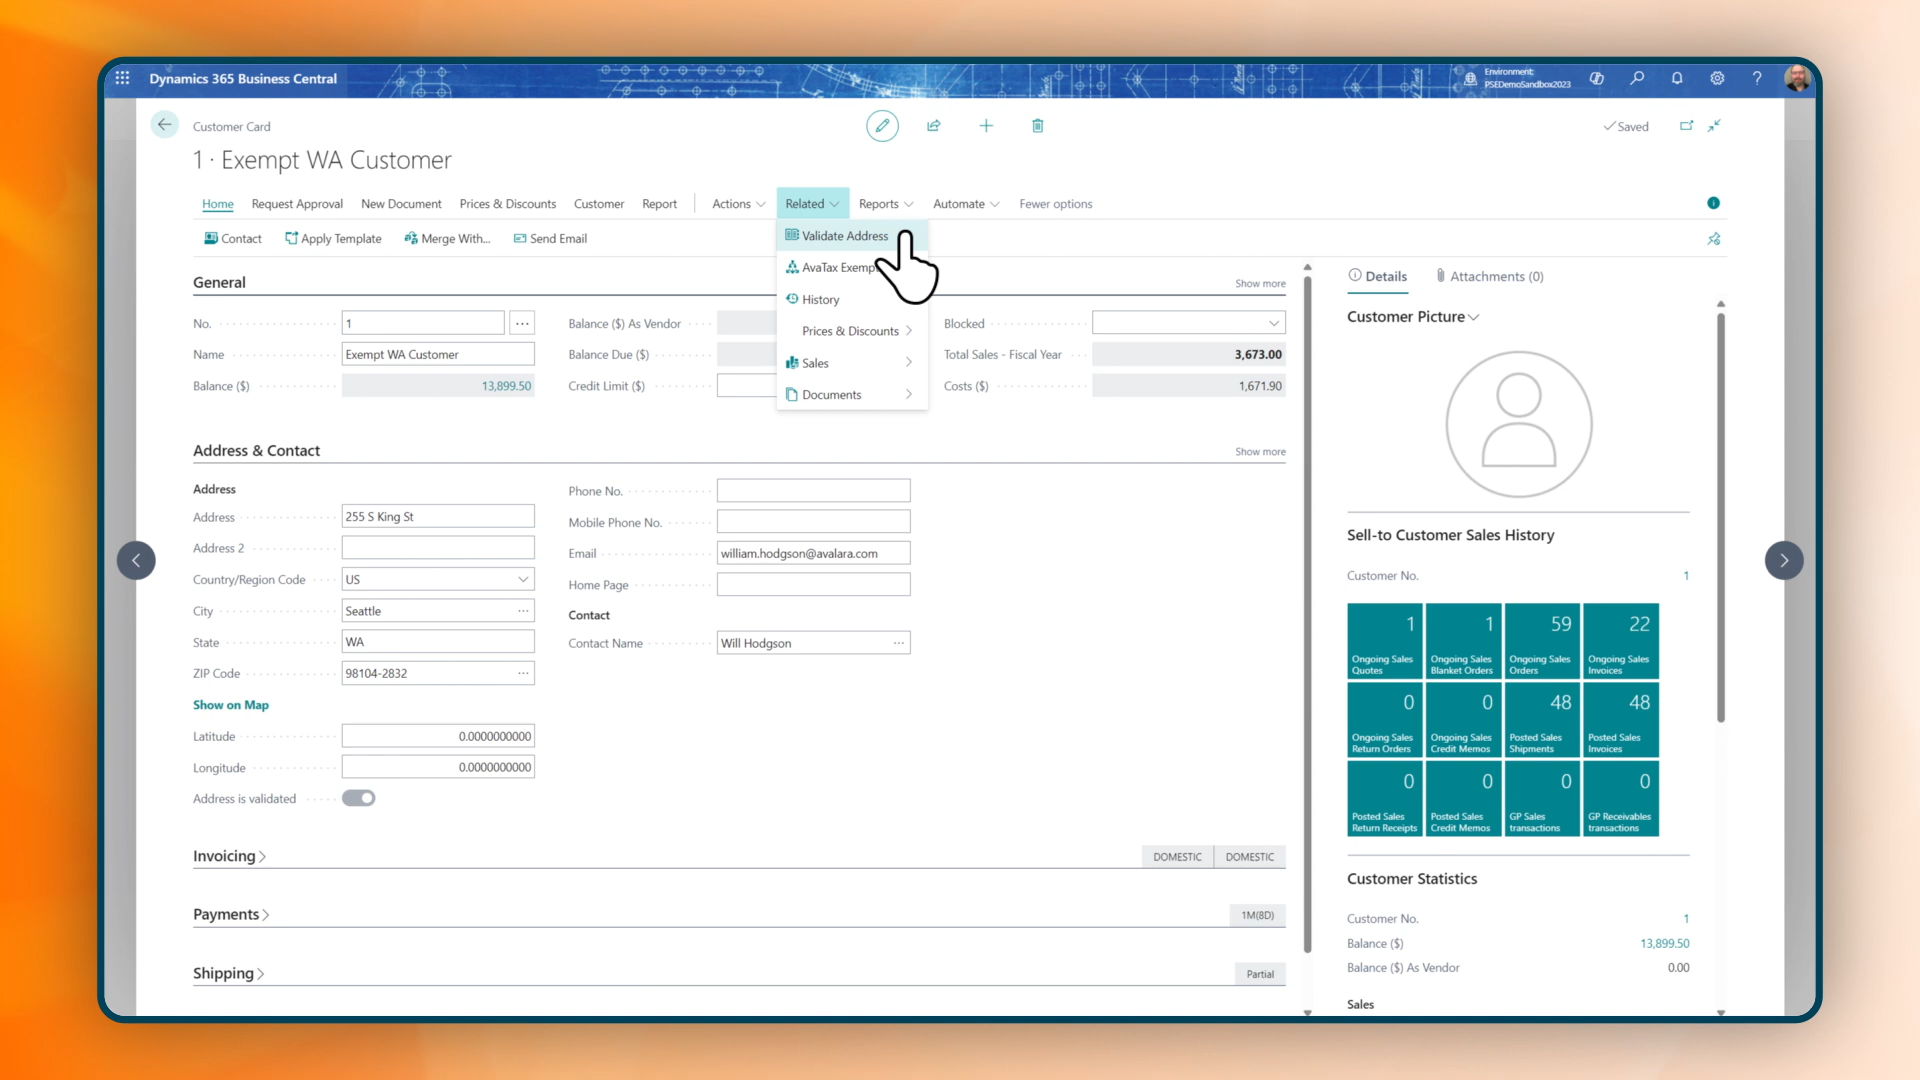 Dynamics 365 Business Central
Environment:
PSEDemoSandbox2023
?
Customer Card
Saved
1 · Exempt WA Customer
Home Request Approval New Document Prices & Discounts Customer Report Actions Related Reports Automate Fewer options
Contact Apply Template Merge With... Send Email
Validate Address
AvaTax Exemp
History
Prices & Discounts
Sales
Documents
General Show more
No. 1 ...
Name Exempt WA Customer
Balance ($) 13,899.50
Balance ($) As Vendor
Balance Due ($)
Credit Limit ($)
Blocked
Total Sales - Fiscal Year 3,673.00
Costs ($) 1,671.90
Address & Contact Show more
Address
Address 255 S King St
Address 2
Country/Region Code US
City Seattle ...
State WA
ZIP Code 98104-2832 ...
Show on Map
Latitude 0.0000000000
Longitude 0.0000000000
Address is validated
Phone No.
Mobile Phone No.
Email william.hodgson@avalara.com
Home Page
Contact
Contact Name Will Hodgson ...
Invoicing DOMESTIC DOMESTIC
Payments 1M(8D)
Shipping Partial
Details Attachments (0)
Customer Picture
Sell-to Customer Sales History
Customer No. 1
1 1 59 22
Ongoing Sales Ongoing Sales Ongoing Sales Ongoing Sales
Quotes Blanket Orders Orders Invoices
0 0 48 48
Ongoing Sales Ongoing Sales Posted Sales Posted Sales
Return Orders Credit Memos Shipments Invoices
0 0 0 0
Posted Sales Posted Sales GP Sales GP Receivables
Return Receipts Credit Memos transactions transactions
Customer Statistics
Customer No. 1
Balance ($) 13,899.50
Balance ($) As Vendor 0.00
Sales